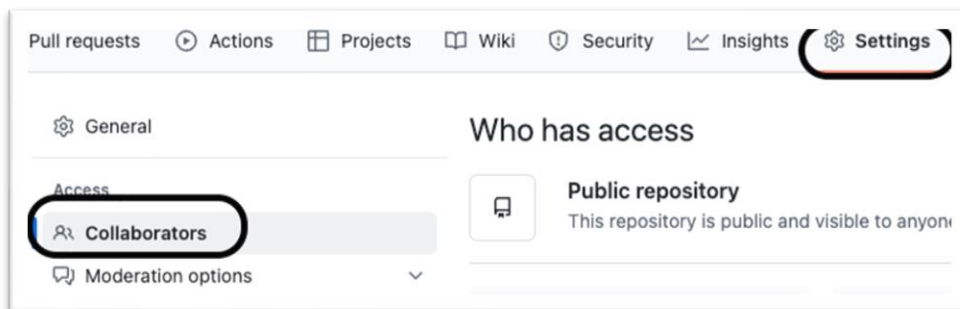 Pull requests Actions Projects Wiki Security Insights Settings
General
Who has access
Access
Public repository
Collaborators
This repository is public and visible to
Moderation options